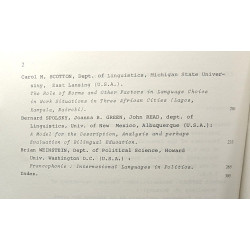 2
Carol M. SCOTTON, Dept. of Linguistics, Michigan State Univer-
sity, East Lansing (U.S.A.).
The Role of Norms and Other Factors in Language Choice
in Work Situations in Three African Cities (Lagos,
Kampala, Nairobi).
Bernard SPOLSKY, Joanna B. GREEN, John READ, dept. of
Linguistics, Univ. of New Mexico, Albuquerque (U.S.A.) :
A Model for the Description, Analysis and perhaps
Evaluation of Bilingual Education.
Brian WEINSTEIN, Dept. of Political Science, Howard
Univ. Washington D.C. (U.S.A.) :
Francophonie : International Languages in Politics.
Index.